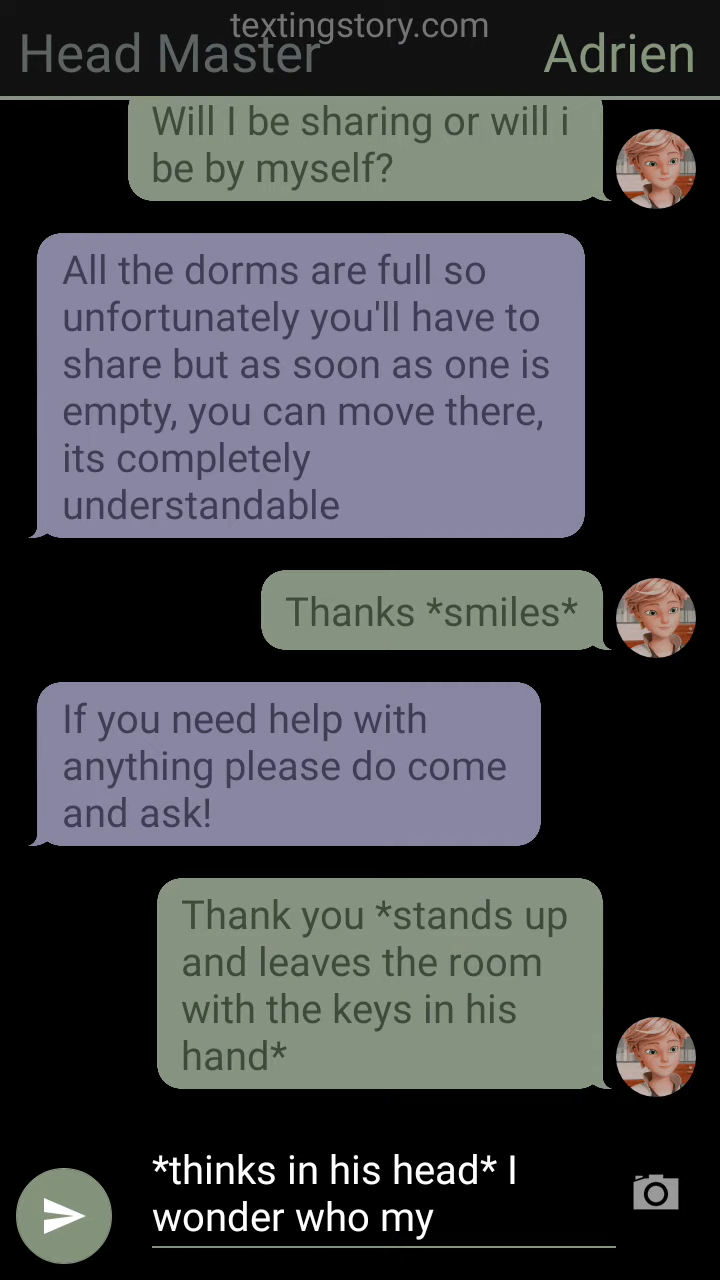 textingstory.com
Head Master
Adrien
Will I be sharing or will i
be by myself?
All the dorms are full so
unfortunately you'll have to
share but as soon as one is
empty, you can move there,
its completely
understandable
Thanks *smiles*
If you need help with
anything please do come
and ask!
Thank you *stands up
and leaves the room
with the keys in his
hand*
*thinks in his head* I
wonder who my